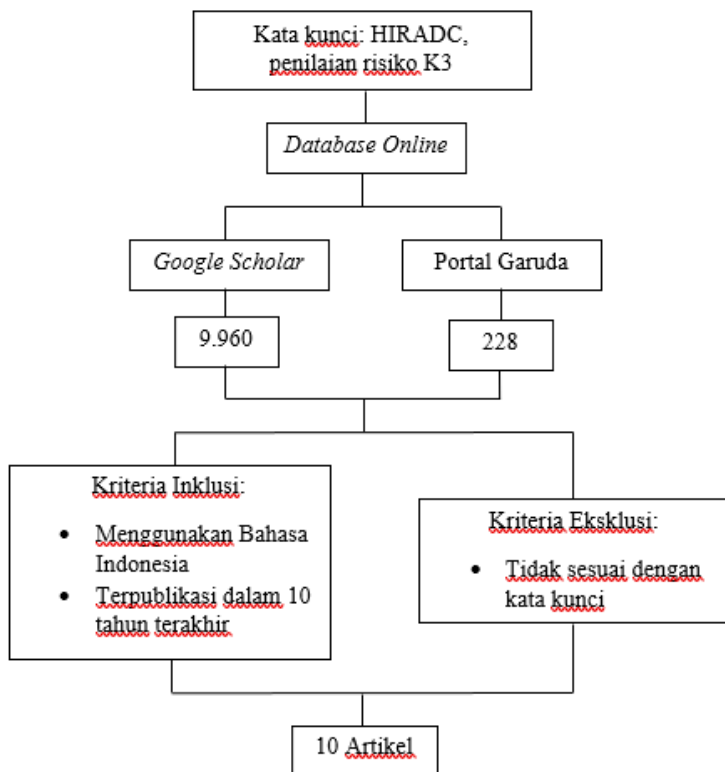 Kata kunci: HIRADC,
penilaian risiko K3
Database Online
Google Scholar
Portal Garuda
9.960
228
Kriteria Inklusi:
• Menggunakan Bahasa
Indonesia
• Terpublikasi dalam 10
tahun terakhir
Kriteria Eksklusi:
• Tidak sesuai dengan
kata kunci
10 Artikel